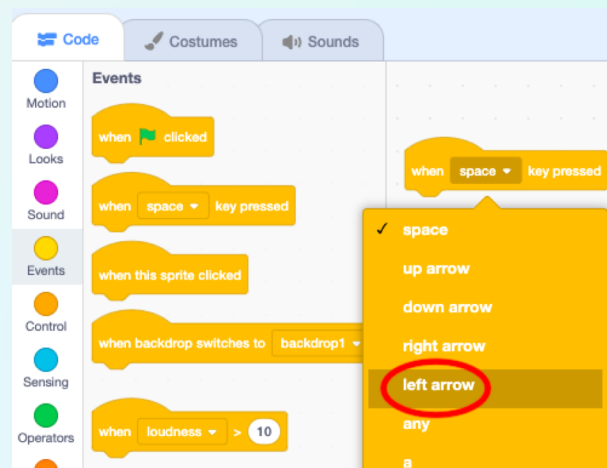 Code
Costumes
Sounds
Motion
Looks
Sound
Events
Control
Sensing
Operators
Events
when clicked
when space key pressed
when this sprite clicked
when backdrop switches to backdrop1
when loudness > 10
when space key pressed
✓ space
up arrow
down arrow
right arrow
left arrow
any
a